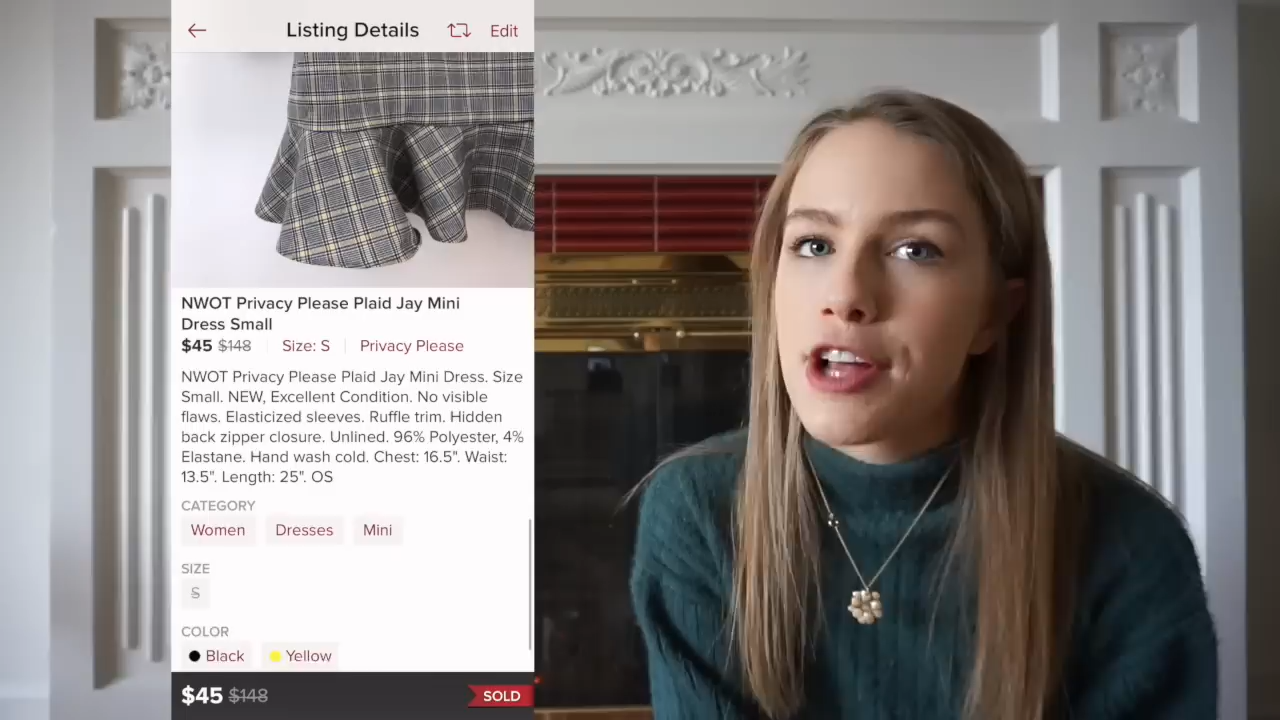 Listing Details
Edit
NWOT Privacy Please Plaid Jay Mini
Dress Small
$45 $148 Size: S Privacy Please
NWOT Privacy Please Plaid Jay Mini Dress. Size
Small. NEW, Excellent Condition. No visible
flaws. Elasticized sleeves. Ruffle trim. Hidden
back zipper closure. Unlined. 96% Polyester, 4%
Elastane. Hand wash cold. Chest: 16.5". Waist:
13.5". Length: 25". OS
CATEGORY
Women Dresses Mini
SIZE
S
COLOR
Black Yellow
$45 $148 SOLD